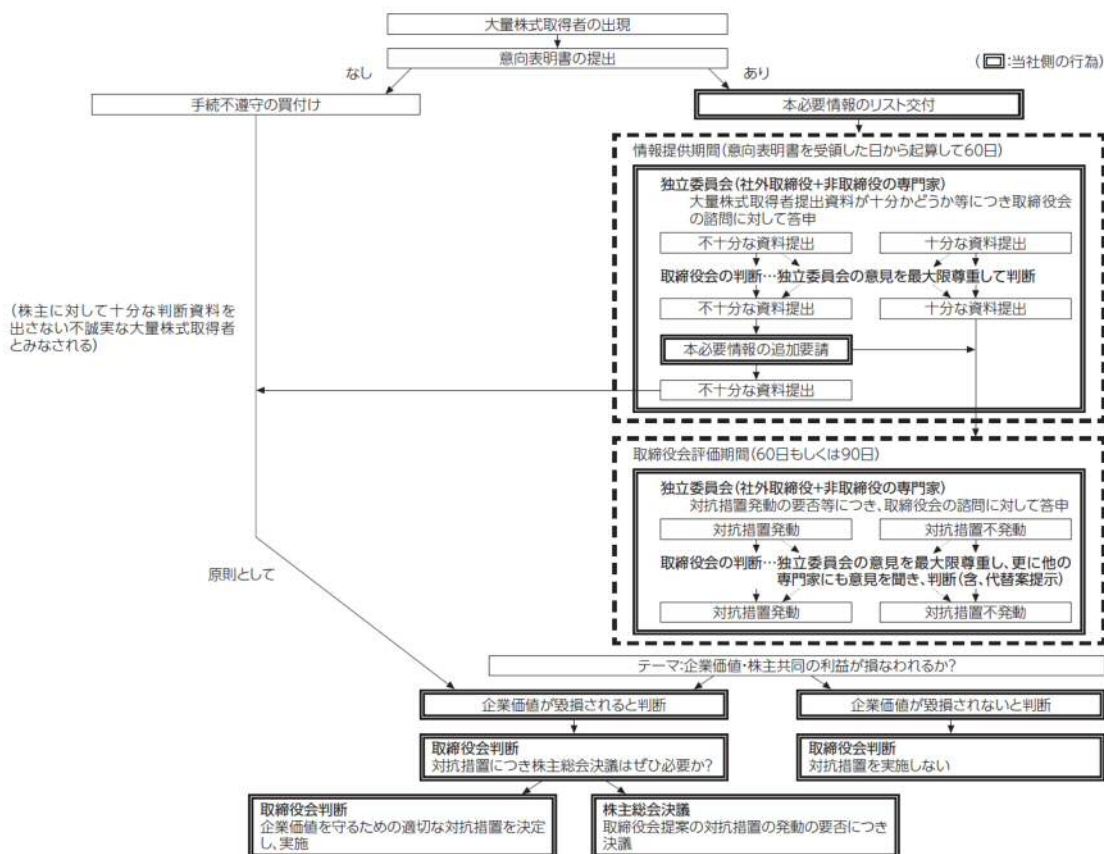 大量株式取得者の出現
意向表明書の提出
なし
あり
(□:当社側の行為)
手続不遵守の買付け
本必要情報のリスト交付
情報提供期間(意向表明書を受領した日から起算して60日)
独立委員会(社外取締役+非取締役の専門家)
大量株式取得者提出資料が十分かどうか等につき取締役会
の諮問に対して答申
不十分な資料提出
十分な資料提出
取締役会の判断…独立委員会の意見を最大限尊重して判断
不十分な資料提出
十分な資料提出
(株主に対して十分な判断資料を
出さない不誠実な大量株式取得者
とみなされる)
本必要情報の追加要請
不十分な資料提出
取締役会評価期間(60日もしくは90日)
独立委員会(社外取締役+非取締役の専門家)
対抗措置発動の要否等につき、取締役会の諮問に対して答申
対抗措置発動
対抗措置不発動
取締役会の判断…独立委員会の意見を最大限尊重し、更に他の
専門家にも意見を聞き、判断(含、代替案提示)
対抗措置発動
対抗措置不発動
原則として
テーマ:企業価値・株主共同の利益が損なわれるか?
企業価値が毀損されると判断
企業価値が毀損されないと判断
取締役会判断
対抗措置につき株主総会決議はぜひ必要か?
取締役会判断
対抗措置を実施しない
取締役会判断
企業価値を守るための適切な対抗措置を決定
し、実施
株主総会決議
取締役会提案の対抗措置の発動の要否につき
決議